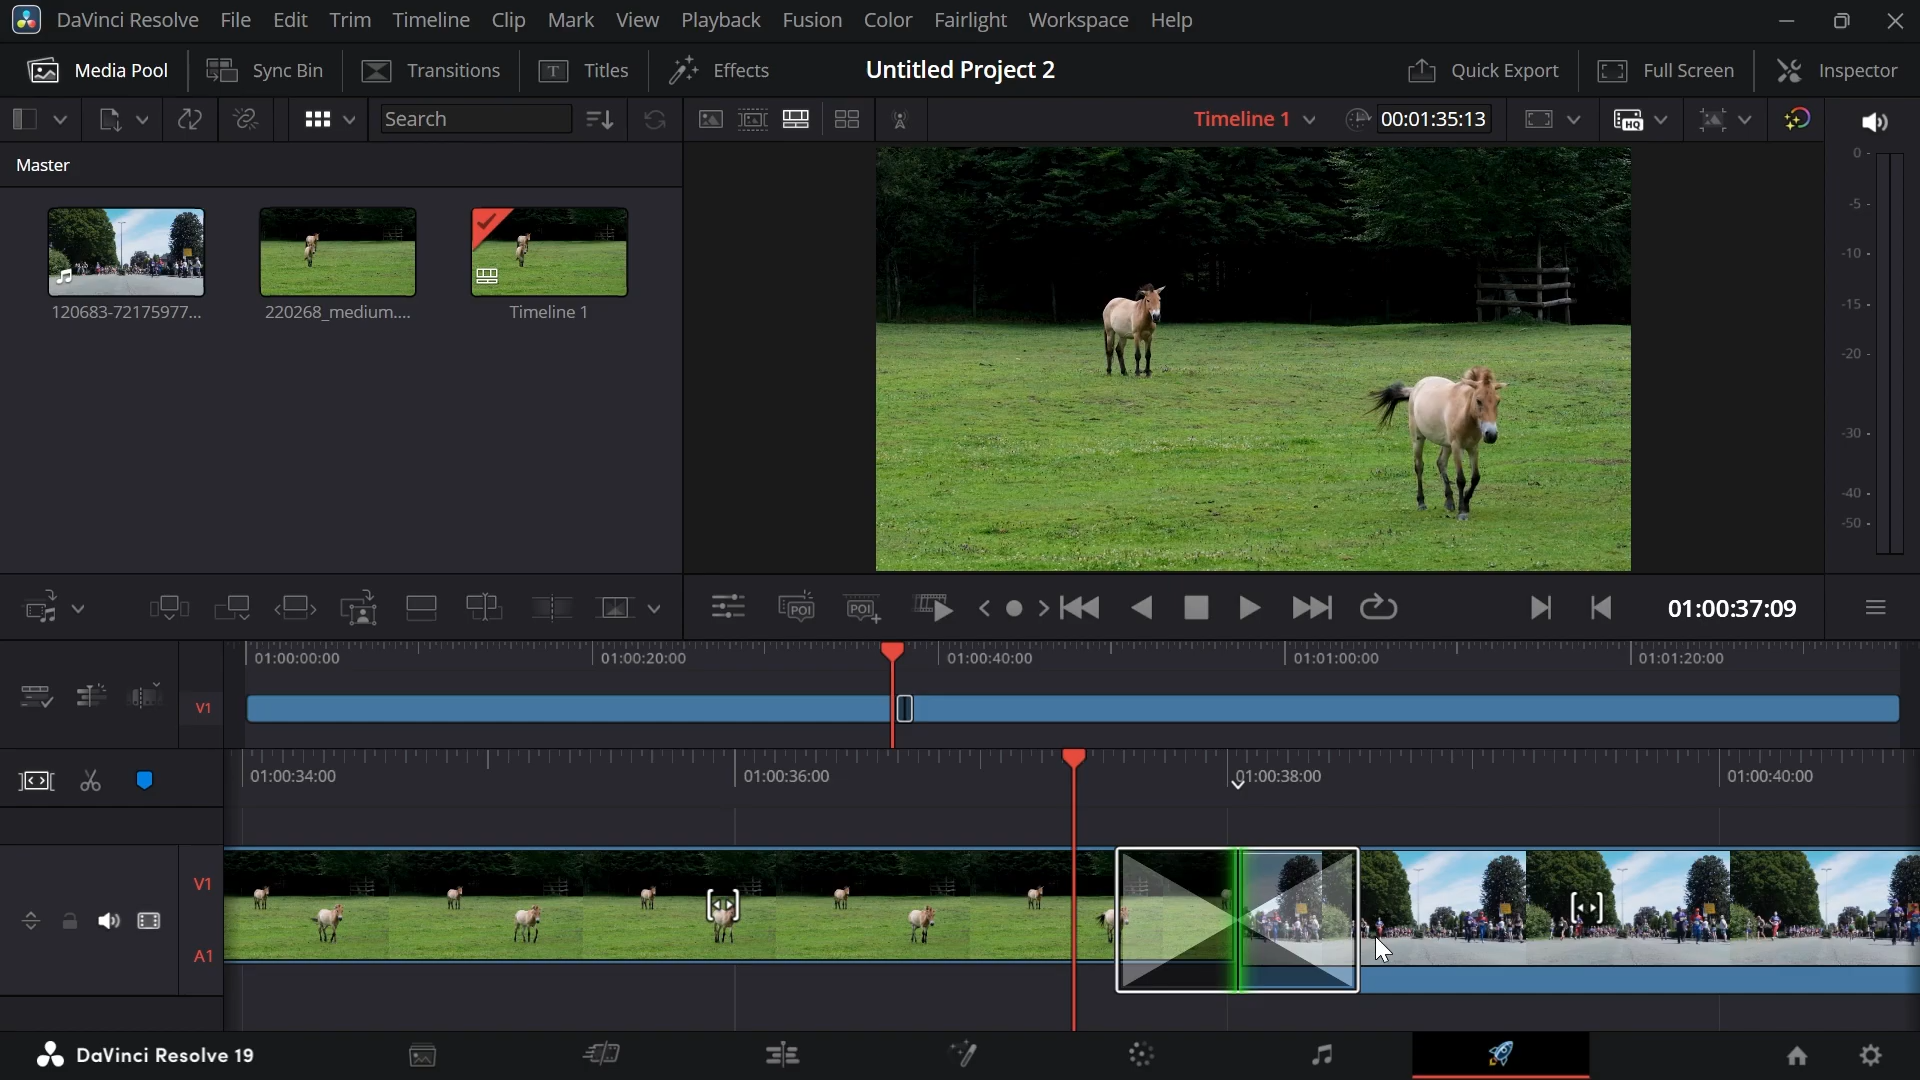 DaVinci Resolve File Edit Trim Timeline Clip Mark View Playback Fusion Color Fairlight Workspace Help
Media Pool Sync Bin Transitions Titles Effects Untitled Project 2 Quick Export Full Screen Inspector
Search Timeline 1 00:01:35:13 HQ
Master
120683-72175977... 220268_medium.... Timeline 1
0
-5
-10
-15
-20
-30
-40
-50
POI POI 01:00:37:09
01:00:00:00 01:00:20:00 01:00:40:00 01:01:00:00 01:01:20:00
V1
01:00:34:00 01:00:36:00 01:00:38:00 01:00:40:00
V1
A1
DaVinci Resolve 19